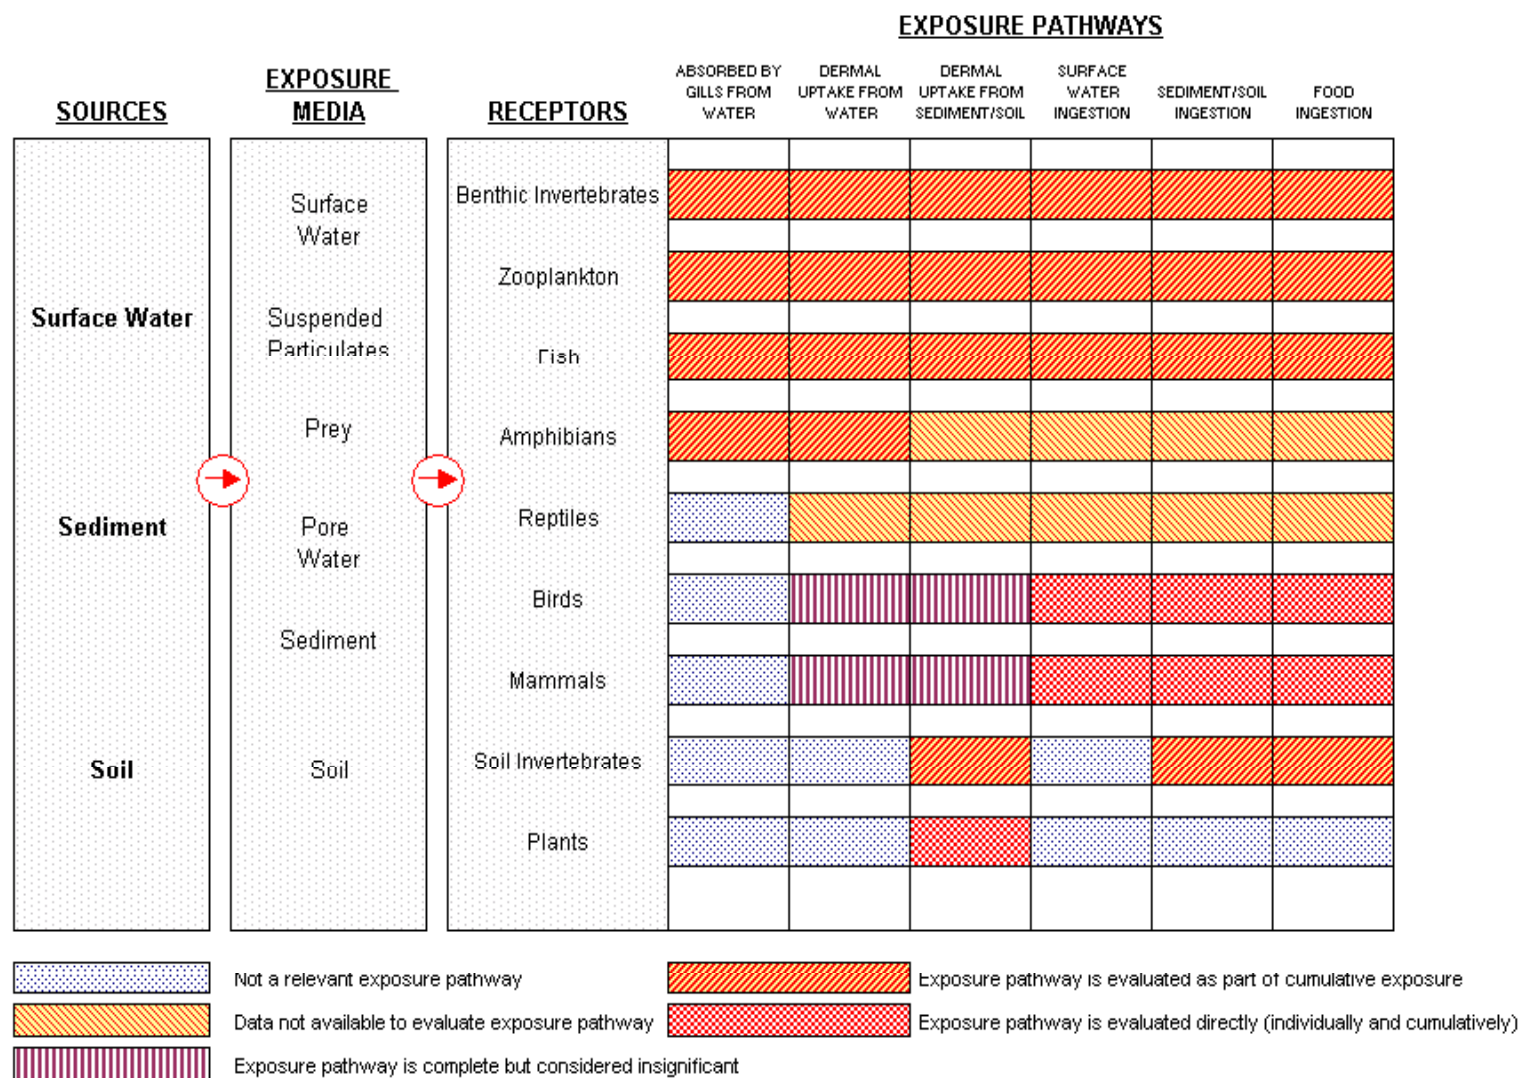 EXPOSURE PATHWAYS
SOURCES
EXPOSURE
MEDIA
RECEPTORS
ABSORBED BY
GILLS FROM
WATER
DERMAL
UPTAKE FROM
WATER
DERMAL
UPTAKE FROM
SEDIMENT/SOIL
SURFACE
WATER
INGESTION
SEDIMENT/SOIL
INGESTION
FOOD
INGESTION
Surface Water
Sediment
Soil
Surface
Water
Suspended
Particulates
Prey
Pore
Water
Sediment
Soil
Benthic Invertebrates
Zooplankton
Fish
Amphibians
Reptiles
Birds
Mammals
Soil Invertebrates
Plants
Not a relevant exposure pathway
Data not available to evaluate exposure pathway
Exposure pathway is complete but considered insignificant
Exposure pathway is evaluated as part of cumulative exposure
Exposure pathway is evaluated directly (individually and cumulatively)